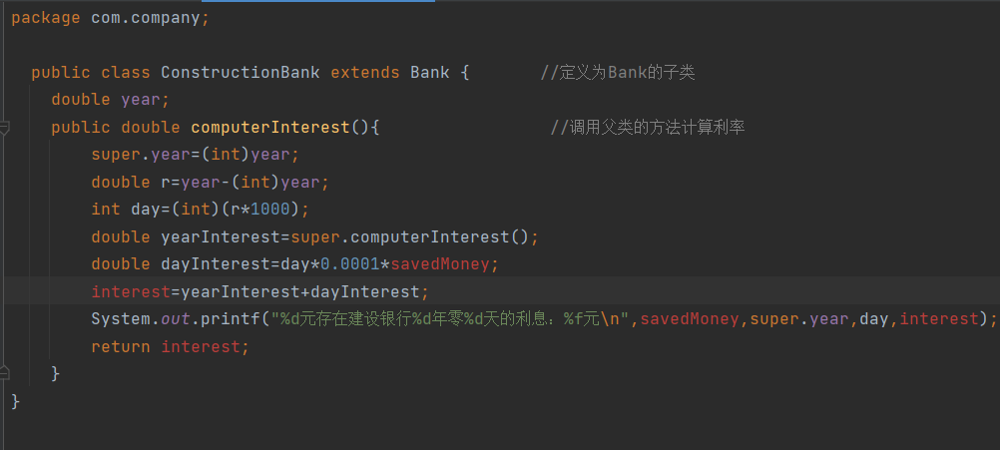 package com.company;
public class ConstructionBank extends Bank { //定义为Bank的子类
double year;
public double computerInterest(){ //调用父类的方法计算利率
super.year=(int)year;
double r=year-(int)year;
int day=(int)(r*1000);
double yearInterest=super.computerInterest();
double dayInterest=day*0.0001*savedMoney;
interest=yearInterest+dayInterest;
System.out.printf("%d元存在建设银行%d年零%d天的利息：%f元\n",savedMoney,super.year,day,interest);
return interest;
}
}